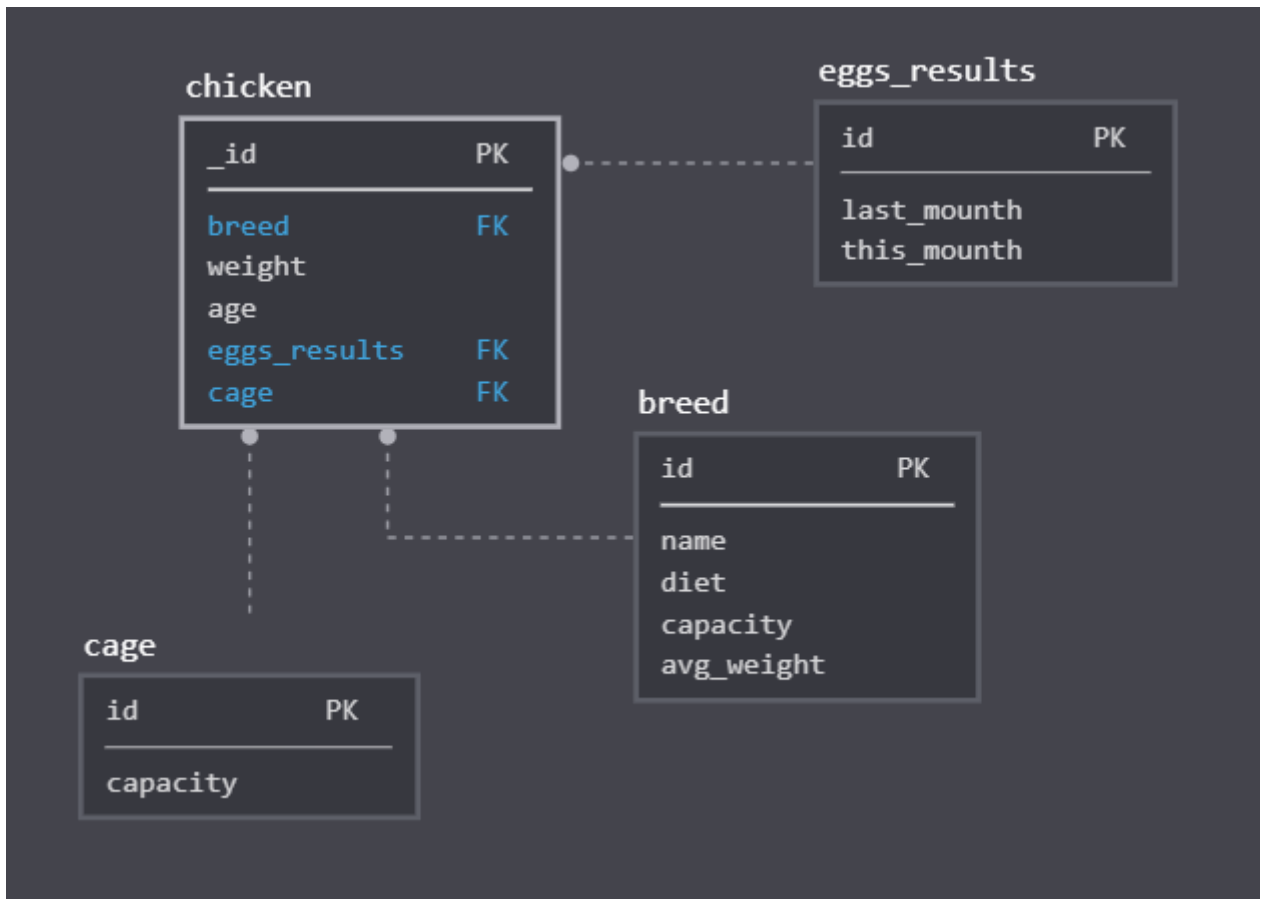 chicken
_id PK
breed FK
weight
age
eggs_results FK
cage FK
eggs_results
id PK
last_mounth
this_mounth
breed
id PK
name
diet
capacity
avg_weight
cage
id PK
capacity